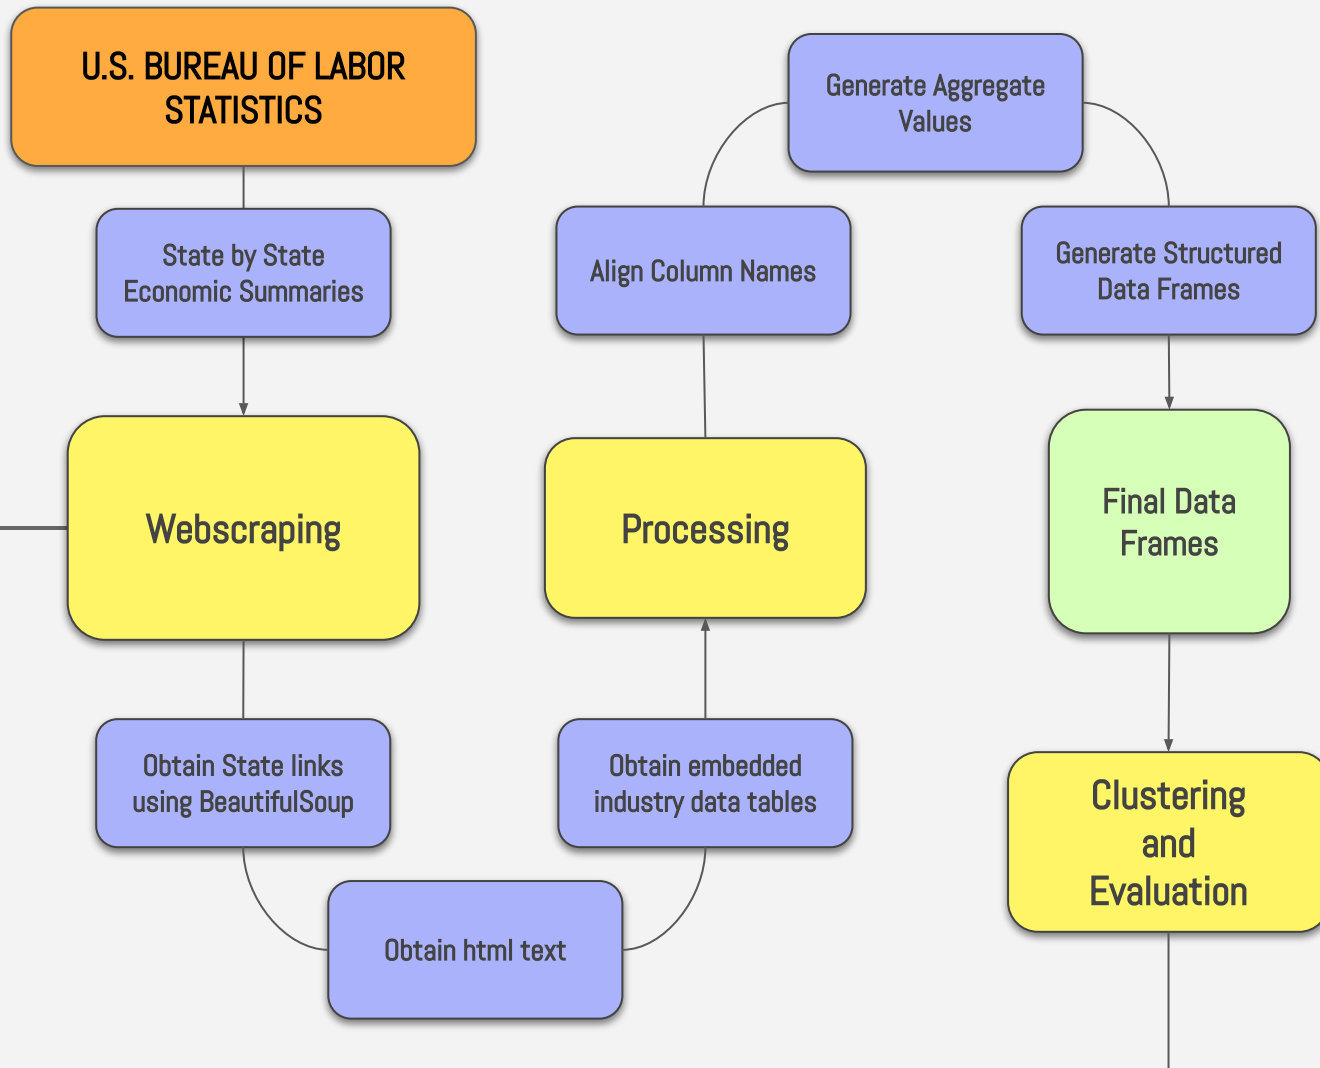 U.S. BUREAU OF LABOR
STATISTICS
State by State
Economic Summaries
Webscraping
Obtain State links
using BeautifulSoup
Obtain html text
Obtain embedded
industry data tables
Processing
Align Column Names
Generate Aggregate
Values
Generate Structured
Data Frames
Final Data
Frames
Clustering
and
Evaluation